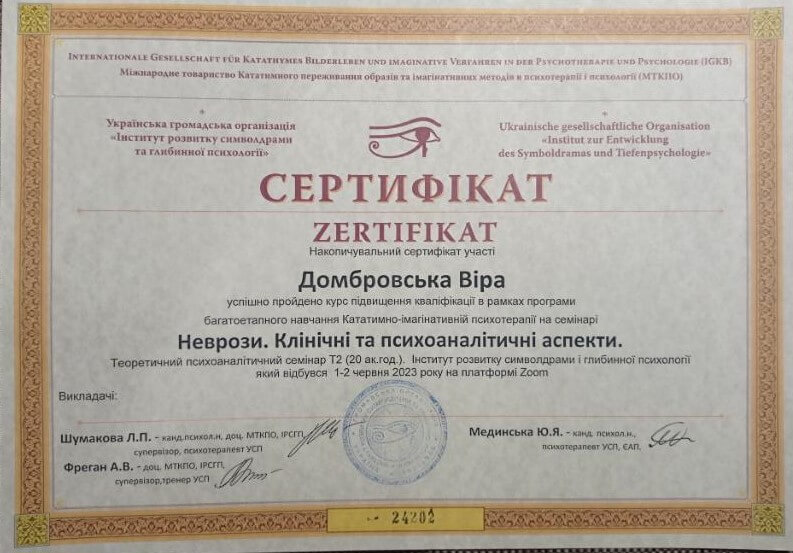 INTERNATIONALE GESELLSCHAFT FÜR KATATHYMES BILDERLEBEN UND IMAGINATIVE VERFAHREN IN DER PSYCHOTHERAPIE UND PSYCHOLOGIE (IGKB)
Міжнародне товариство Кататимного переживання образів та імагінативних методів в психотерапії і психології (МТКПО)
Українська громадська організація
«Інститут розвитку символдрами
та глибинної психології»
Ukrainische gesellschaftliche Organisation
«Institut zur Entwicklung
des Symboldramas und Tiefenpsychologie»
СЕРТИФІКАТ
ZERTIFIKAT
Накопичувальний сертифікат участі
Домбровська Віра
успішно пройдено курс підвищення кваліфікації в рамках програми
багатоетапного навчання Кататимно-імагінативній психотерапії на семінарі
Неврози. Клінічні та психоаналітичні аспекти.
Теоретичний психоаналітичний семінар Т2 (20 ак.год.). Інститут розвитку символдрами і глибинної психології
який відбувся 1-2 червня 2023 року на платформі Zoom
Викладачі:
Шумакова Л.П. - канд.психол.н, доц. МТКПО, ІРСГП,
супервізор, психотерапевт УСП
Фреган А.В. - доц. МТКПО, ІРСГП,
супервізор,тренер УСП
Мединська Ю.Я. - канд. психол.н.,
психотерапевт УСП, ЄАП.
24202